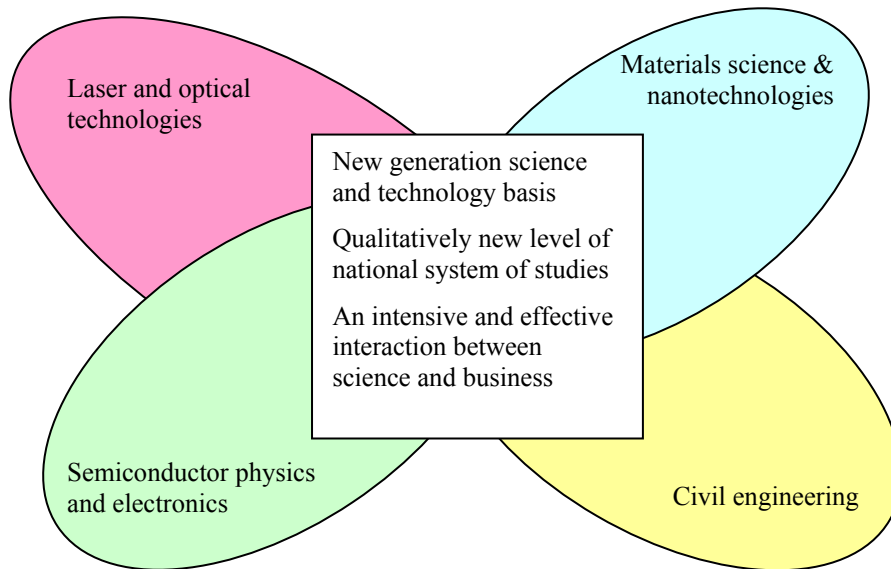 Laser and optical
technologies
Materials science &
nanotechnologies
New generation science
and technology basis
Qualitatively new level of
national system of studies
An intensive and effective
interaction between
science and business
Semiconductor physics
and electronics
Civil engineering